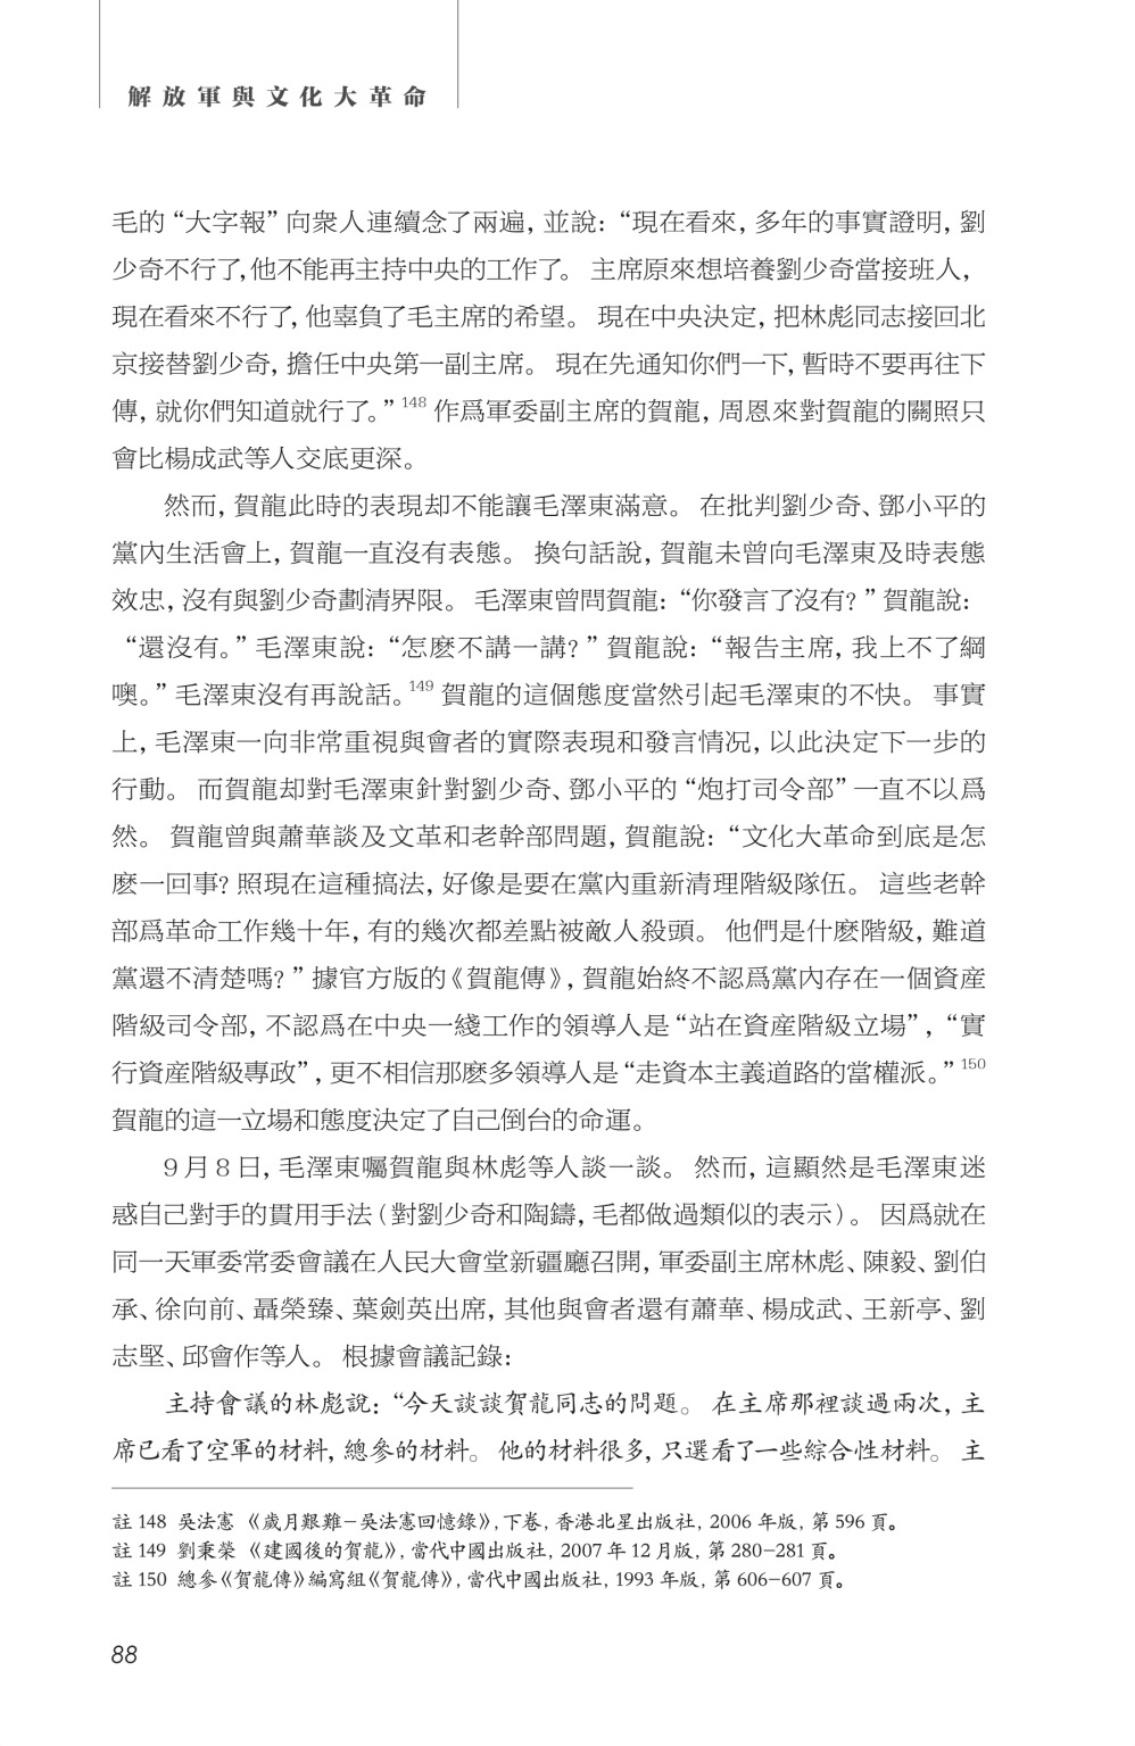 解放軍與文化大革命
毛的“大字報”向衆人連續念了兩遍，並說：“現在看來，多年的事實證明，劉
少奇不行了，他不能再主持中央的工作了。 主席原來想培養劉少奇當接班人，
現在看來不行了，他辜負了毛主席的希望。 現在中央決定，把林彪同志接回北
京接替劉少奇，擔任中央第一副主席。 現在先通知你們一下，暫時不要再往下
傳，就你們知道就行了。”148 作爲軍委副主席的賀龍，周恩來對賀龍的關照只
會比楊成武等人交底更深。
然而，賀龍此時的表現却不能讓毛澤東滿意。 在批判劉少奇、鄧小平的
黨內生活會上，賀龍一直沒有表態。 換句話說，賀龍未曾向毛澤東及時表態
效忠，沒有與劉少奇劃清界限。 毛澤東曾問賀龍：“你發言了沒有？”賀龍說：
“還沒有。”毛澤東說：“怎麽不講一講？”賀龍說：“報告主席，我上不了綱
噢。”毛澤東沒有再說話。149 賀龍的這個態度當然引起毛澤東的不快。 事實
上，毛澤東一向非常重視與會者的實際表現和發言情况，以此決定下一步的
行動。 而賀龍却對毛澤東針對劉少奇、鄧小平的“炮打司令部”一直不以爲
然。 賀龍曾與蕭華談及文革和老幹部問題，賀龍說：“文化大革命到底是怎
麽一回事？照現在這種搞法，好像是要在黨內重新清理階級隊伍。 這些老幹
部爲革命工作幾十年，有的幾次都差點被敵人殺頭。 他們是什麽階級，難道
黨還不清楚嗎？”據官方版的《賀龍傳》，賀龍始終不認爲黨內存在一個資産
階級司令部，不認爲在中央一綫工作的領導人是“站在資産階級立場”，“實
行資産階級專政”，更不相信那麽多領導人是“走資本主義道路的當權派。”150
賀龍的這一立場和態度決定了自己倒台的命運。
9月8日，毛澤東囑賀龍與林彪等人談一談。 然而，這顯然是毛澤東迷
惑自己對手的貫用手法（對劉少奇和陶鑄，毛都做過類似的表示）。 因爲就在
同一天軍委常委會議在人民大會堂新疆廳召開，軍委副主席林彪、陳毅、劉伯
承、徐向前、聶榮臻、葉劍英出席，其他與會者還有蕭華、楊成武、王新亭、劉
志堅、邱會作等人。 根據會議記錄：
主持會議的林彪說：“今天談談賀龍同志的問題。 在主席那裡談過兩次，主
席已看了空軍的材料，總參的材料。 他的材料很多，只選看了一些綜合性材料。 主
註 148 吳法憲 《歲月艱難－吳法憲回憶錄》，下卷，香港北星出版社，2006 年版，第 596 頁。
註 149 劉秉榮 《建國後的賀龍》，當代中國出版社，2007 年 12 月版，第 280－281 頁。
註 150 總參《賀龍傳》編寫組《賀龍傳》，當代中國出版社，1993 年版，第 606－607 頁。
88